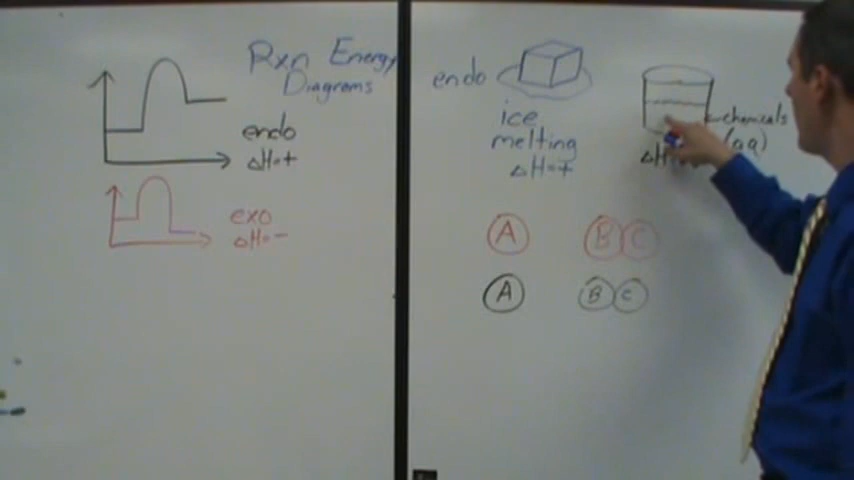 Rxn Energy
Diagrams
endo
ΔH=+
exo
ΔH=-
endo
ice
melting
ΔH=+
chemicals
(aq)
ΔH
A B C
A B C